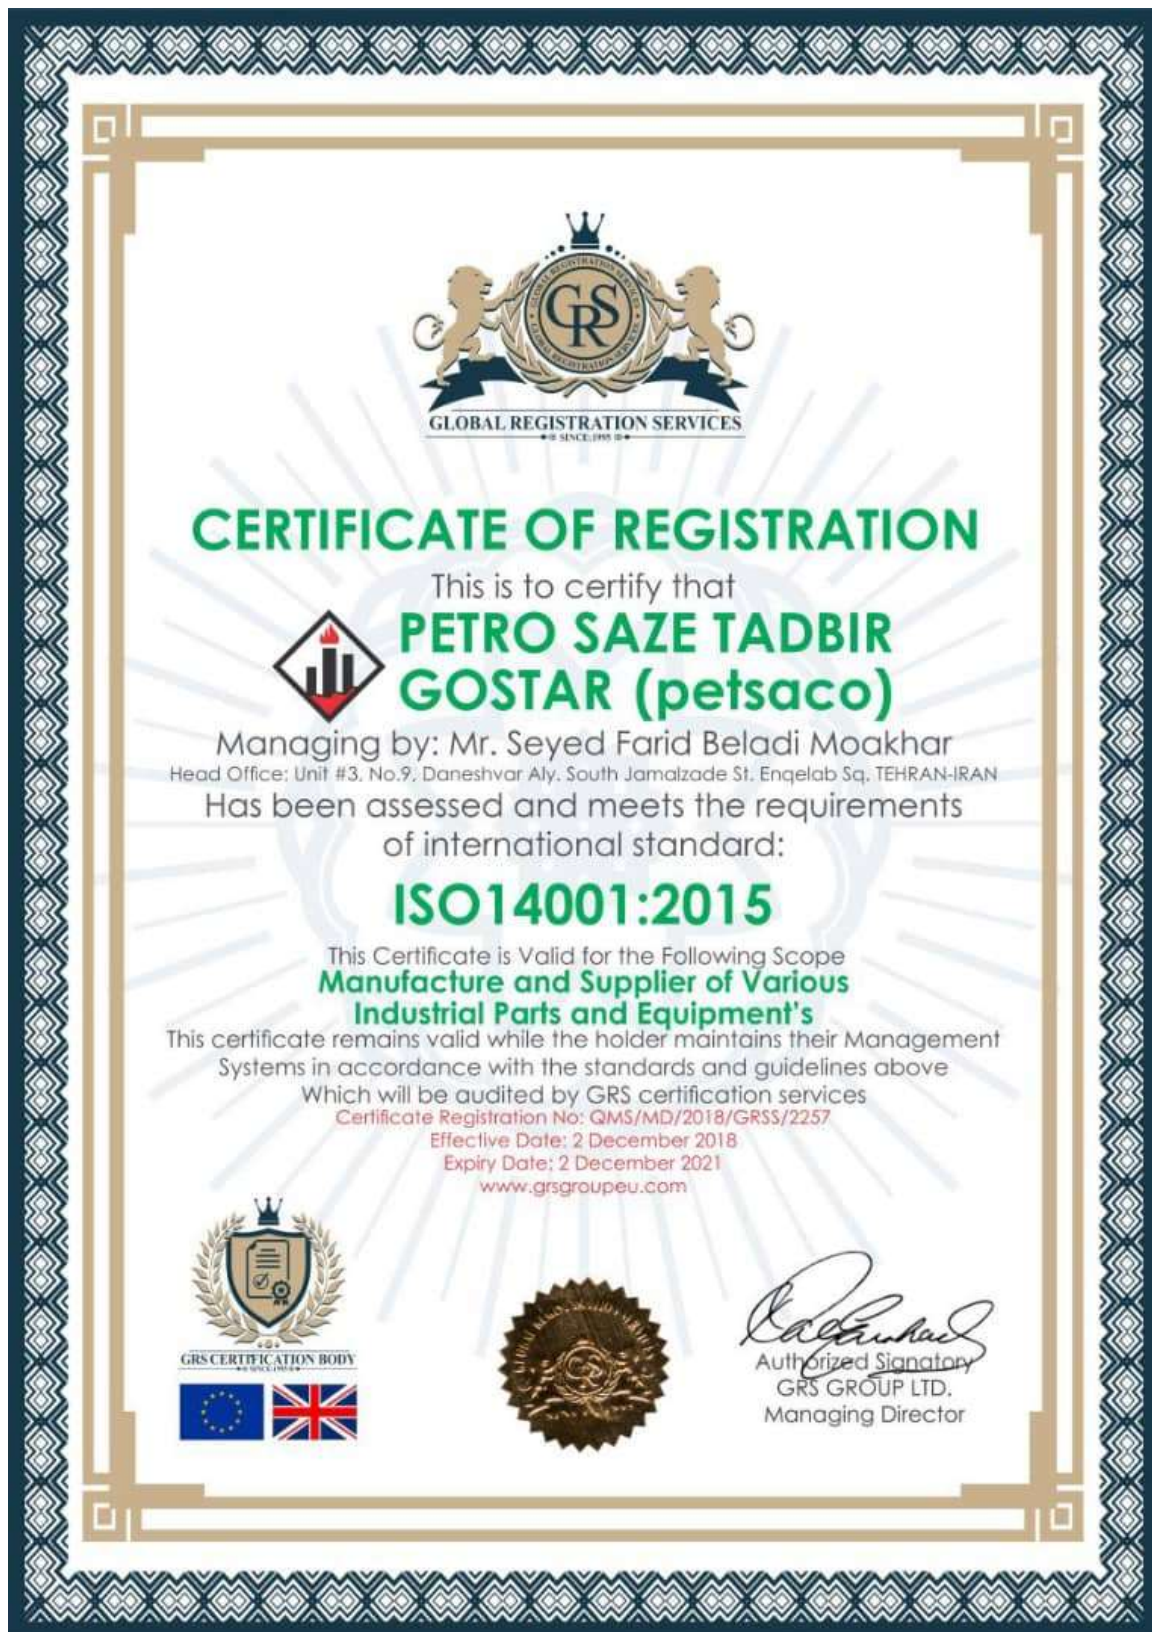 GRS
GLOBAL REGISTRATION SERVICES
SINCE:1995
CERTIFICATE OF REGISTRATION
This is to certify that
PETRO SAZE TADBIR
GOSTAR (petsaco)
Managing by: Mr. Seyed Farid Beladi Moakhar
Head Office: Unit #3, No.9, Daneshvar Aly. South Jamalzade St. Enqelab Sq. TEHRAN-IRAN
Has been assessed and meets the requirements
of international standard:
ISO14001:2015
This Certificate is Valid for the Following Scope
Manufacture and Supplier of Various
Industrial Parts and Equipment's
This certificate remains valid while the holder maintains their Management
Systems in accordance with the standards and guidelines above
Which will be audited by GRS certification services
Certificate Registration No: QMS/MD/2018/GRSS/2257
Effective Date: 2 December 2018
Expiry Date: 2 December 2021
www.grsgroupeu.com
GRS CERTIFICATION BODY
SINCE:1995
GRS
Authorized Signatory
GRS GROUP LTD.
Managing Director